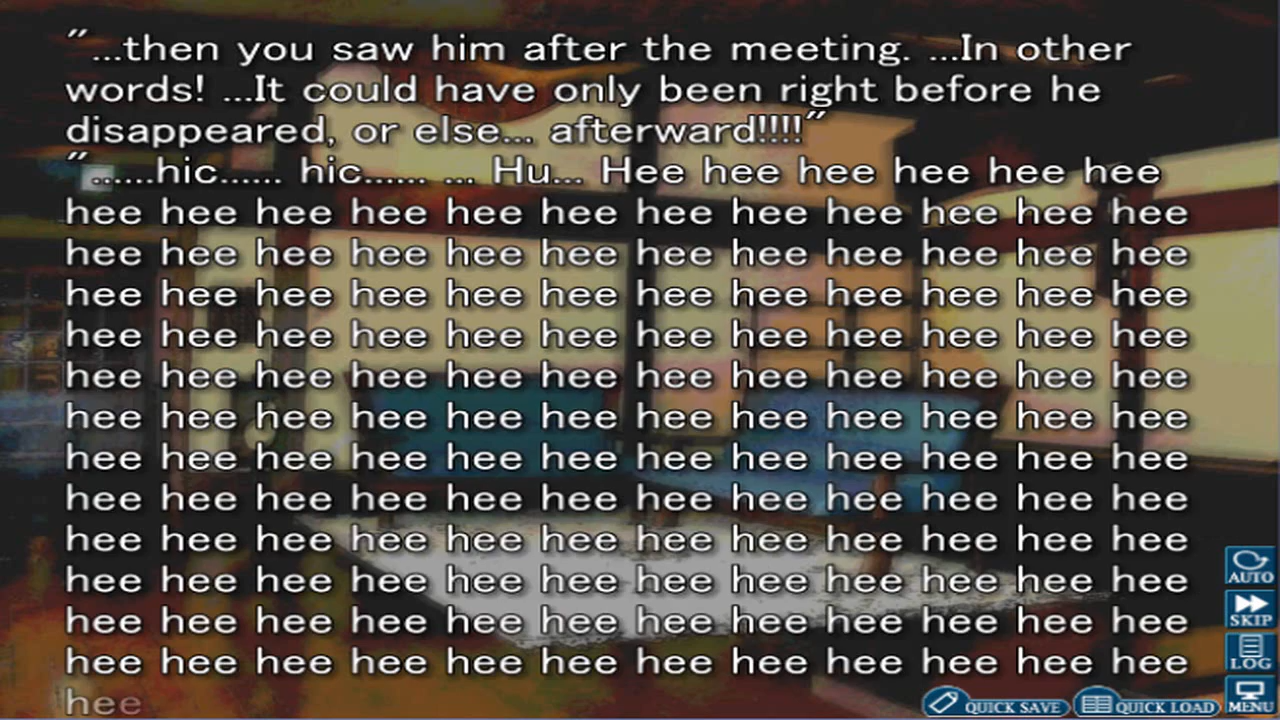 "...then you saw him after the meeting. ...In other
words! ...It could have only been right before he
disappeared, or else... afterward!!!!"
"......hic...... hic...... ... Hu... Hee hee hee hee hee hee
hee hee hee hee hee hee hee hee hee hee hee hee
hee hee hee hee hee hee hee hee hee hee hee hee
hee hee hee hee hee hee hee hee hee hee hee hee
hee hee hee hee hee hee hee hee hee hee hee hee
hee hee hee hee hee hee hee hee hee hee hee hee
hee hee hee hee hee hee hee hee hee hee hee hee
hee hee hee hee hee hee hee hee hee hee hee hee
hee hee hee hee hee hee hee hee hee hee hee hee
hee hee hee hee hee hee hee hee hee hee hee hee
hee hee hee hee hee hee hee hee hee hee hee hee
hee hee hee hee hee hee hee hee hee hee hee hee
hee hee hee hee hee hee hee hee hee hee hee hee
hee
AUTO
SKIP
LOG
MENU
QUICK SAVE
QUICK LOAD